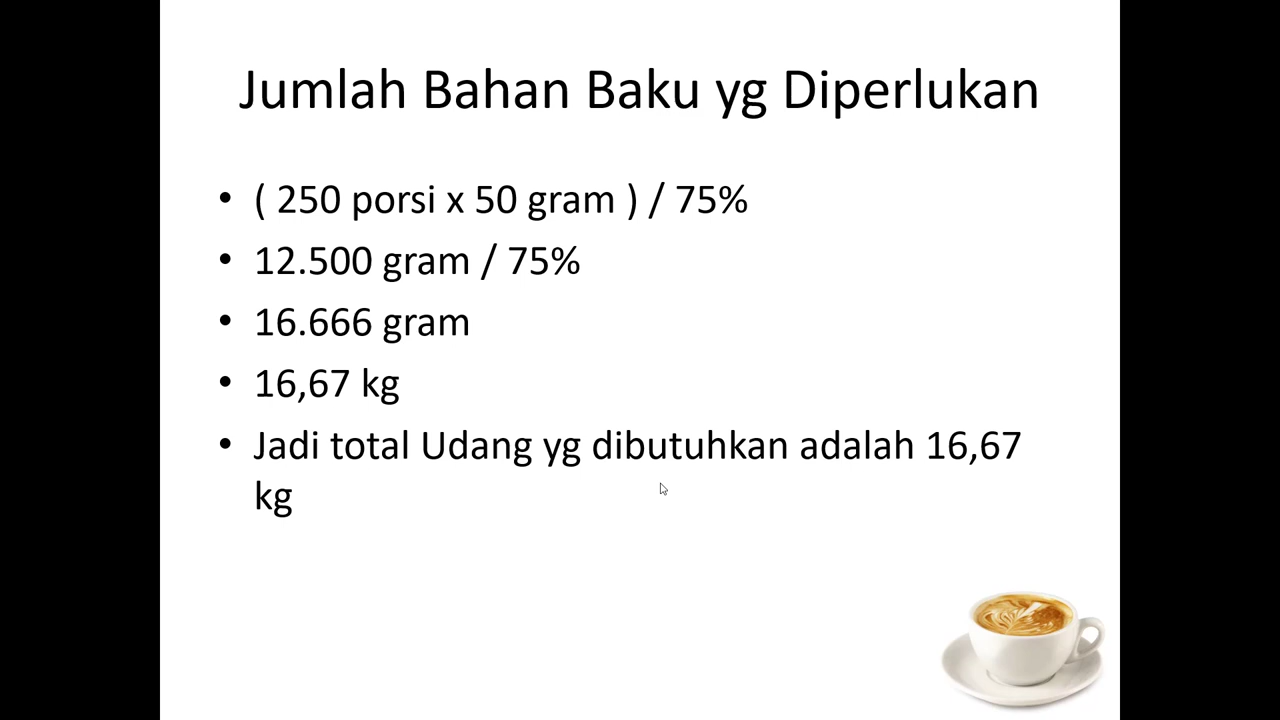 Jumlah Bahan Baku yg Diperlukan
• ( 250 porsi x 50 gram ) / 75%
• 12.500 gram / 75%
• 16.666 gram
• 16,67 kg
• Jadi total Udang yg dibutuhkan adalah 16,67
kg